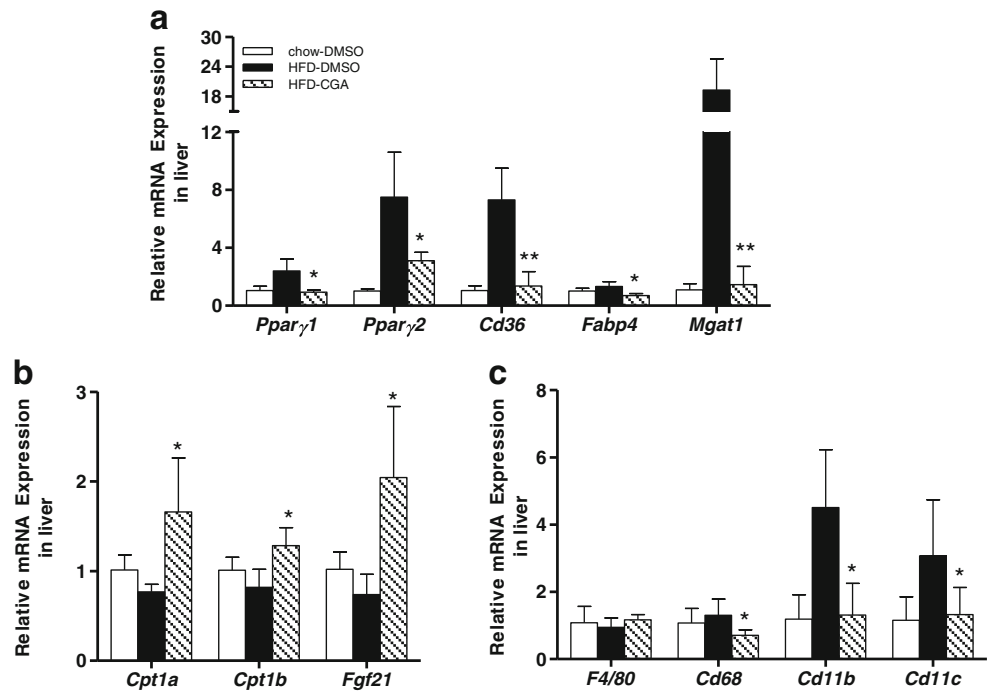 a
Relative mRNA Expression
in liver
30
24
18
12
8
4
0
chow-DMSO
HFD-DMSO
HFD-CGA
*
*
**
*
**
Pparγ1
Pparγ2
Cd36
Fabp4
Mgat1
b
Relative mRNA Expression
in liver
3
2
1
0
*
*
*
Cpt1a
Cpt1b
Fgf21
c
Relative mRNA Expression
in liver
8
6
4
2
0
*
*
*
F4/80
Cd68
Cd11b
Cd11c